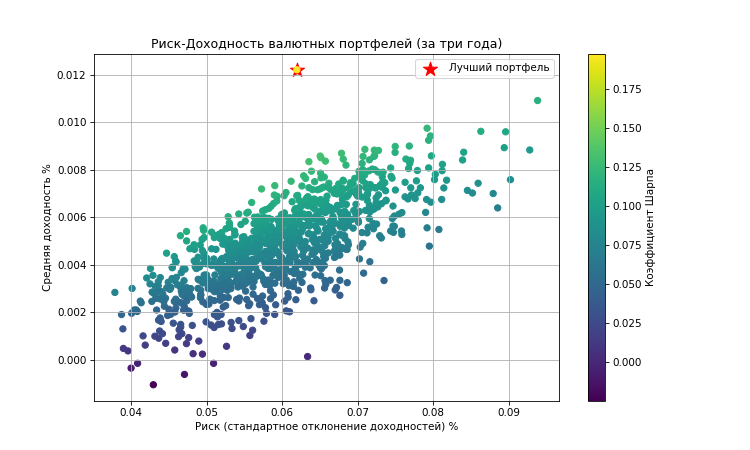 Риск-Доходность валютных портфелей (за три года)
Лучший портфель
Средняя доходность %
0.012
0.010
0.008
0.006
0.004
0.002
0.000
0.04 0.05 0.06 0.07 0.08 0.09
Риск (стандартное отклонение доходностей) %
0.175
0.150
0.125
0.100
0.075
0.050
0.025
0.000
Коэффициент Шарпа